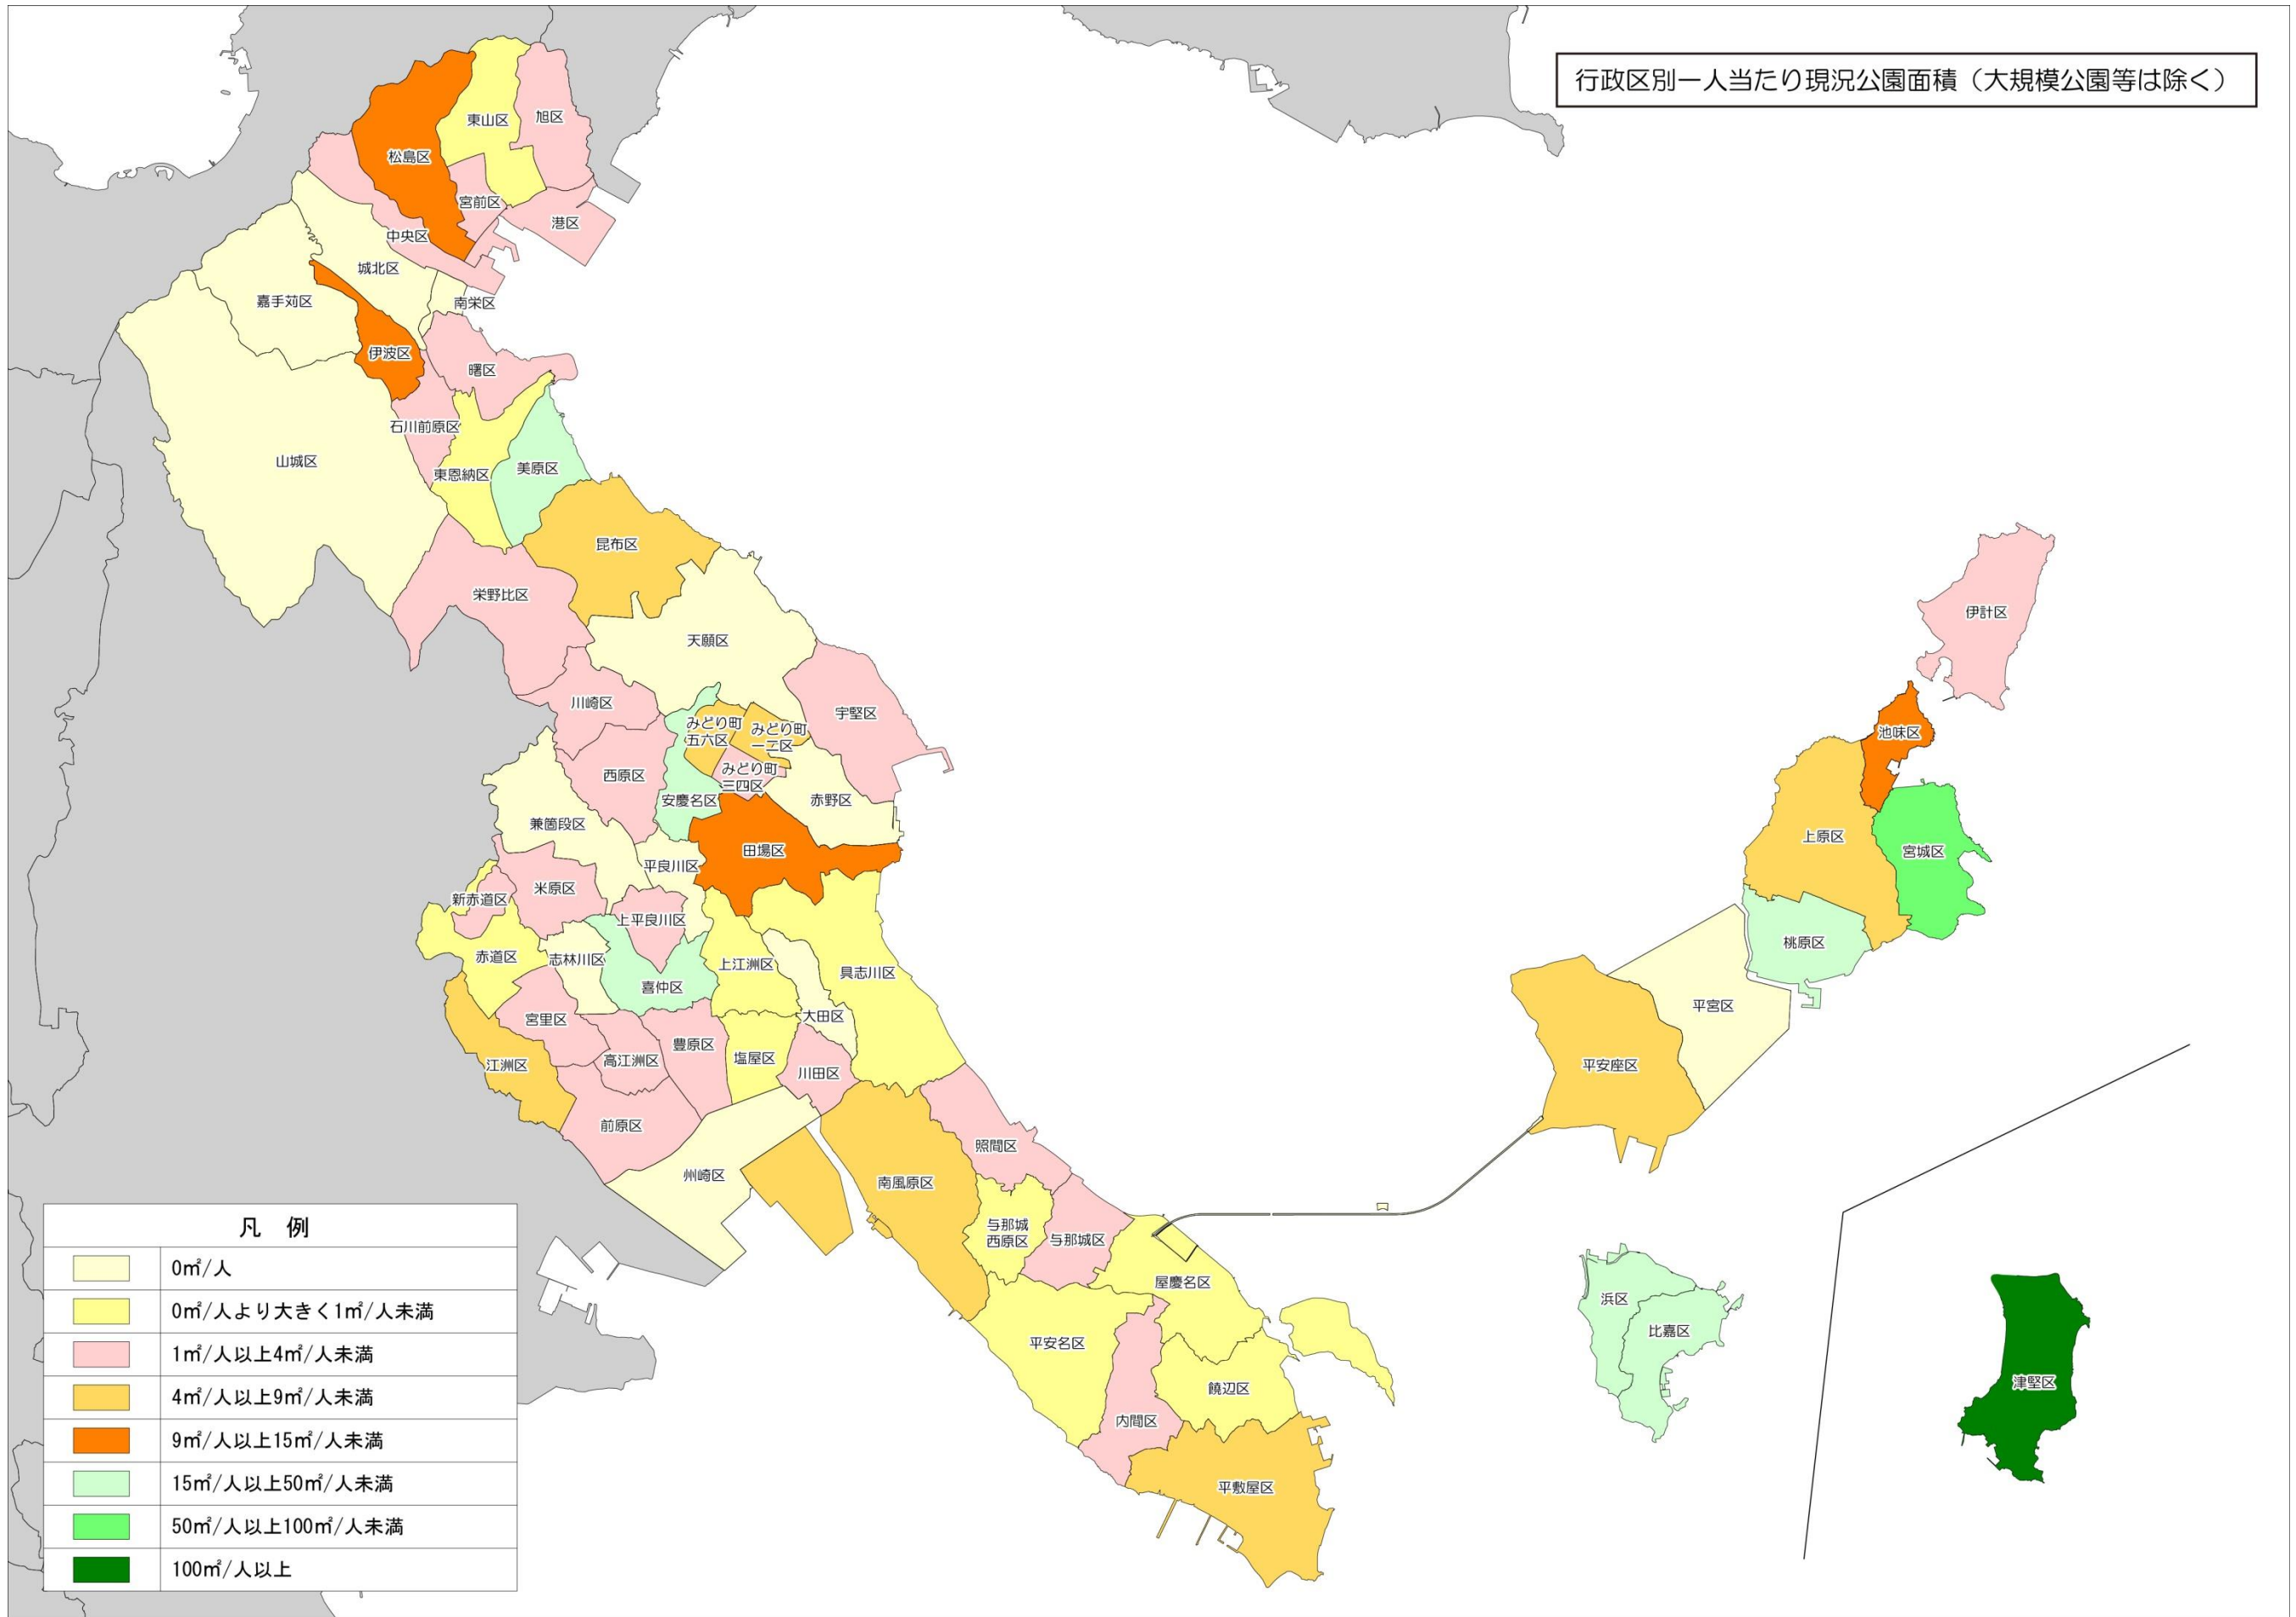 行政区別一人当たり現況公園面積（大規模公園等は除く）
東山区
旭区
松島区
宮前区
港区
中央区
城北区
嘉手苅区
南栄区
伊波区
曙区
石川前原区
山城区
東恩納区
美原区
昆布区
栄野比区
天願区
川崎区
宇堅区
みどり町
五六区
みどり町
一二区
みどり町
三四区
西原区
安慶名区
赤野区
兼箇段区
田場区
平良川区
米原区
新赤道区
上平良川区
赤道区
志林川区
上江洲区
具志川区
喜仲区
宮里区
大田区
豊原区
高江洲区
塩屋区
江洲区
川田区
前原区
州崎区
照間区
南風原区
与那城
西原区
与那城区
屋慶名区
平安名区
饒辺区
内間区
平敷屋区
伊計区
池味区
上原区
宮城区
桃原区
平宮区
平安座区
浜区
比嘉区
津堅区
凡 例
0㎡/人
0㎡/人より大きく1㎡/人未満
1㎡/人以上4㎡/人未満
4㎡/人以上9㎡/人未満
9㎡/人以上15㎡/人未満
15㎡/人以上50㎡/人未満
50㎡/人以上100㎡/人未満
100㎡/人以上